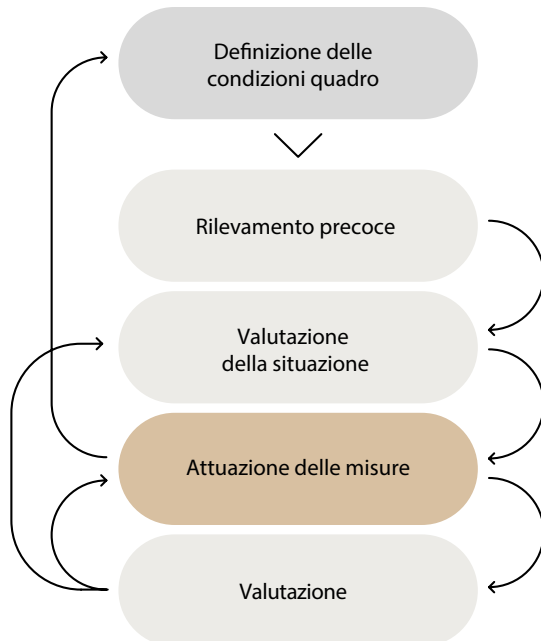 Definizione delle
condizioni quadro
Rilevamento precoce
Valutazione
della situazione
Attuazione delle misure
Valutazione